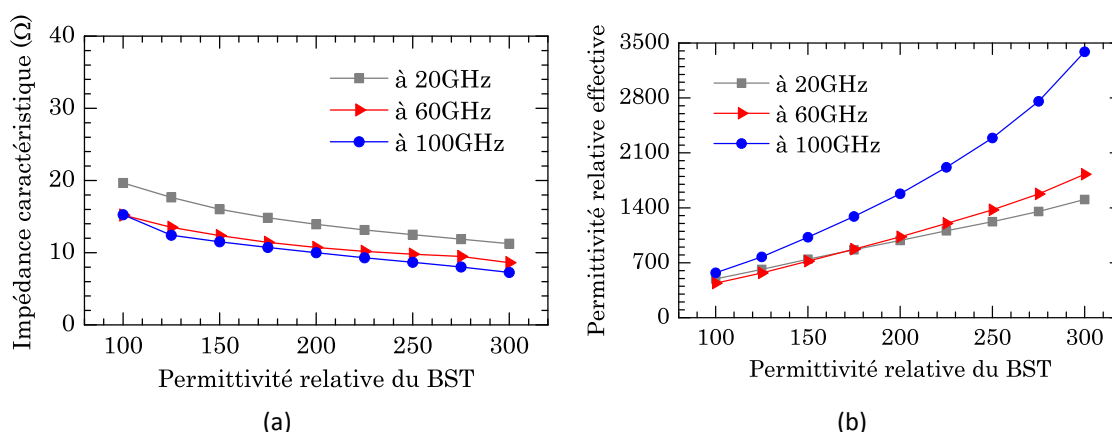 Impédance caractéristique (Ω)
40
30
20
10
0
à 20GHz
à 60GHz
à 100GHz
100 150 200 250 300
Permittivité relative du BST
(a)
Permittivité relative effective
3500
2800
2100
1400
700
0
à 20GHz
à 60GHz
à 100GHz
100 150 200 250 300
Permittivité relative du BST
(b)